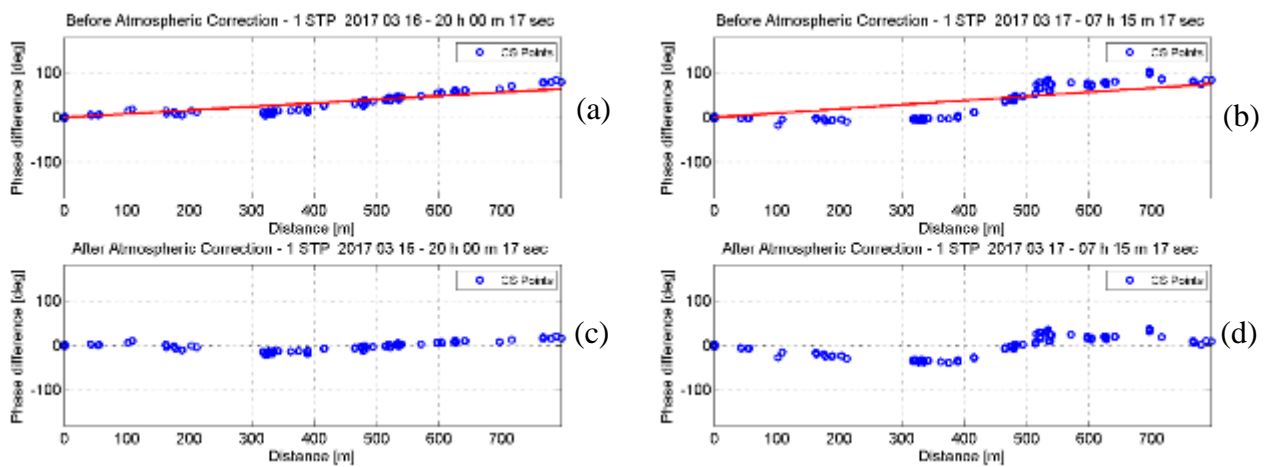 Before Atmospheric Correction - 1 STP 2017 03 16 - 20 h 00 m 17 sec
Phase difference [deg]
100
0
-100
CS Points
(a)
0 100 200 300 400 500 600 700
Distance [m]
Before Atmospheric Correction - 1 STP 2017 03 17 - 07 h 15 m 17 sec
Phase difference [deg]
100
0
-100
CS Points
(b)
0 100 200 300 400 500 600 700
Distance [m]
After Atmospheric Correction - 1 STP 2017 03 16 - 20 h 00 m 17 sec
Phase difference [deg]
100
0
-100
CS Points
(c)
0 100 200 300 400 500 600 700
Distance [m]
After Atmospheric Correction - 1 STP 2017 03 17 - 07 h 15 m 17 sec
Phase difference [deg]
100
0
-100
CS Points
(d)
0 100 200 300 400 500 600 700
Distance [m]